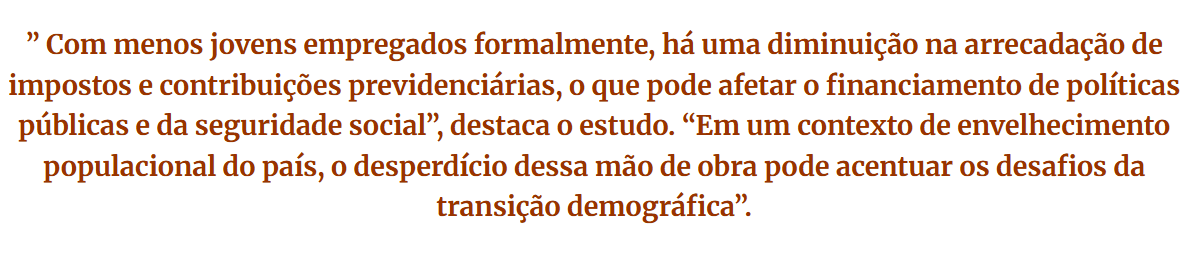 ” Com menos jovens empregados formalmente, há uma diminuição na arrecadação de
impostos e contribuições previdenciárias, o que pode afetar o financiamento de políticas
públicas e da seguridade social”, destaca o estudo. “Em um contexto de envelhecimento
populacional do país, o desperdício dessa mão de obra pode acentuar os desafios da
transição demográfica”.